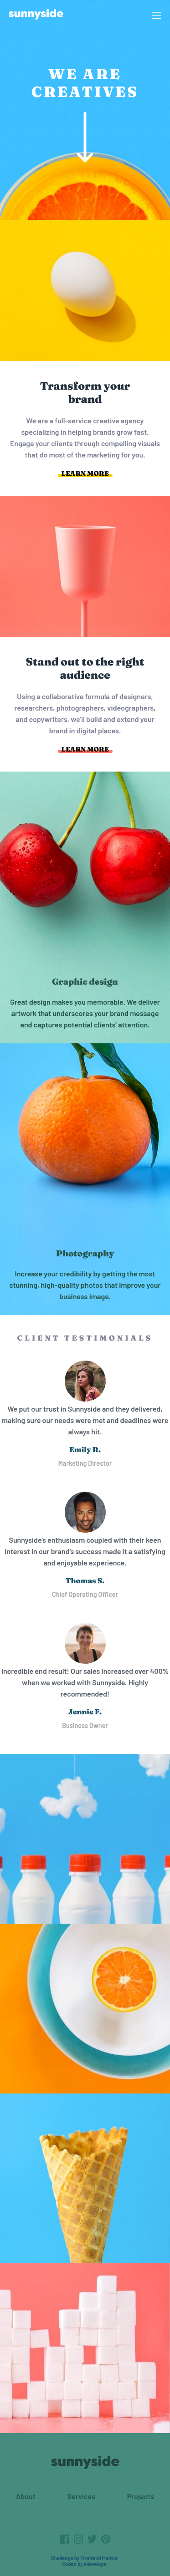 sunnyside
WE ARE
CREATIVES
Transform your
brand
We are a full-service creative agency
specializing in helping brands grow fast.
Engage your clients through compelling visuals
that do most of the marketing for you.
LEARN MORE
Stand out to the right
audience
Using a collaborative formula of designers,
researchers, photographers, videographers,
and copywriters, we'll build and extend your
brand in digital places.
LEARN MORE
Graphic design
Great design makes you memorable. We deliver
artwork that underscores your brand message
and captures potential clients' attention.
Photography
Increase your credibility by getting the most
stunning, high-quality photos that improve your
business image.
CLIENT TESTIMONIALS
We put our trust in Sunnyside and they delivered,
making sure our needs were met and deadlines were
always hit.
Emily R.
Marketing Director
Sunnyside's enthusiasm coupled with their keen
interest in our brand's success made it a satisfying
and enjoyable experience.
Thomas S.
Chief Operating Officer
Incredible end result! Our sales increased over 400%
when we worked with Sunnyside. Highly
recommended!
Jennie F.
Business Owner
sunnyside
About Services Projects
Challenge by Frontend Mentor.
Coded by